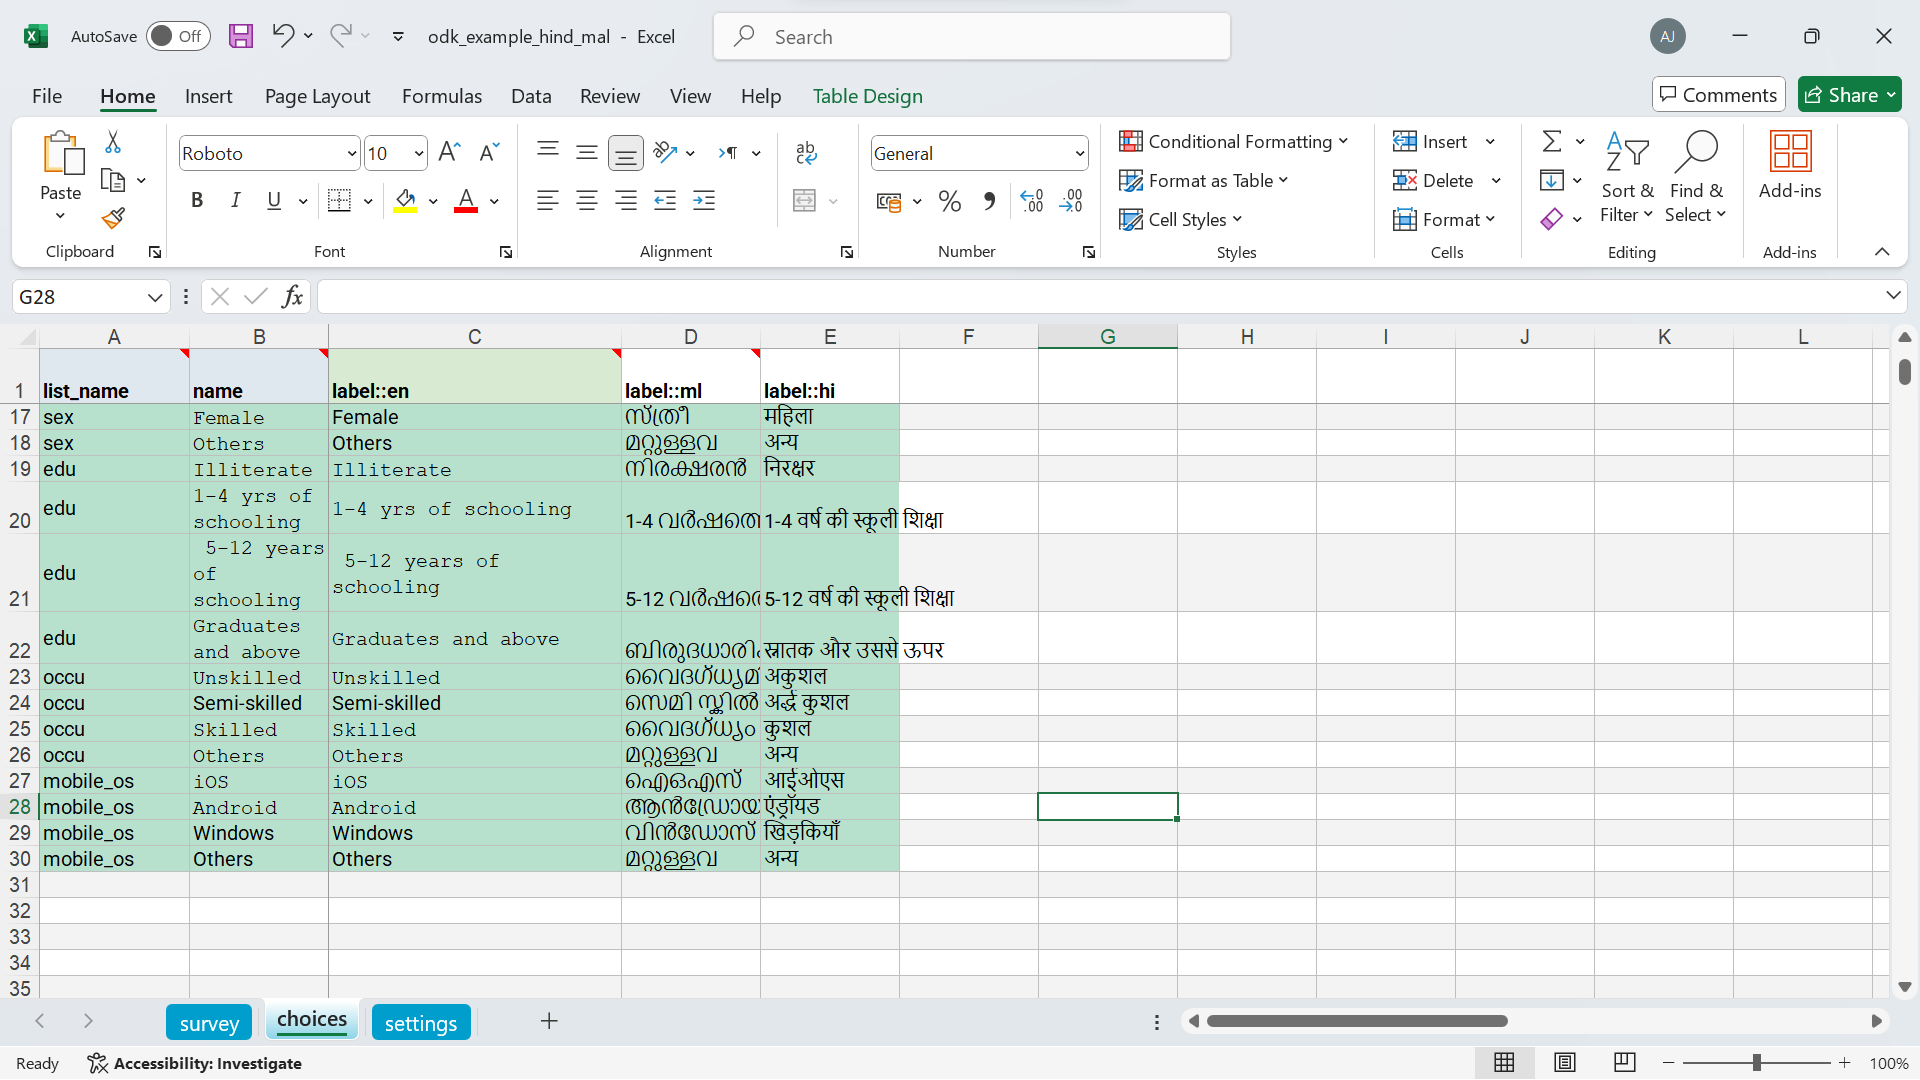 AutoSave Off odk_example_hind_mal - Excel Search AJ
File Home Insert Page Layout Formulas Data Review View Help Table Design Comments Share
Paste Roboto 10 General Conditional Formatting Format as Table Cell Styles Insert Delete Format Sort & Filter Find & Select Add-ins
Clipboard Font Alignment Number Styles Cells Editing Add-ins
G28 fx
A B C D E F G H I J K L
1 list_name name label::en label::ml label::hi
17 sex Female Female സ്ത്രീ महिला
18 sex Others Others മറ്റുള്ളവ अन्य
19 edu Illiterate Illiterate നിരക്ഷരൻ निरक्षर
20 edu 1-4 yrs of schooling 1-4 yrs of schooling 1-4 1-4 वर्ष की स्कूली शिक्षा
21 edu 5-12 years of schooling 5-12 years of schooling 5-12 5-12 वर्ष की स्कूली शिक्षा
22 edu Graduates and above Graduates and above स्नातक और उससे ऊपर
23 occu Unskilled Unskilled अकुशल
24 occu Semi-skilled Semi-skilled സെമി अर्द्ध कुशल
25 occu Skilled Skilled വൈദഗ്ധ്യം कुशल
26 occu Others Others മറ്റുള്ളവ अन्य
27 mobile_os iOS iOS ഐഒഎസ് आईओएस
28 mobile_os Android Android एंड्रॉयड
29 mobile_os Windows Windows വിൻഡോസ് खिड़कियाँ
30 mobile_os Others Others മറ്റുള്ളവ अन्य
31
32
33
34
35
survey choices settings
Ready Accessibility: Investigate 100%